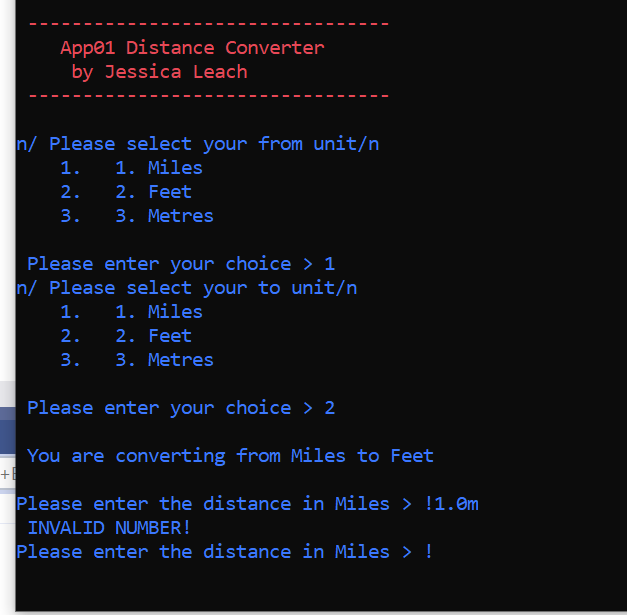 ---------------------------------
App01 Distance Converter
by Jessica Leach
---------------------------------
n/ Please select your from unit/n
1.   1. Miles
2.   2. Feet
3.   3. Metres
Please enter your choice > 1
n/ Please select your to unit/n
1.   1. Miles
2.   2. Feet
3.   3. Metres
Please enter your choice > 2
You are converting from Miles to Feet
Please enter the distance in Miles > !1.0m
INVALID NUMBER!
Please enter the distance in Miles > !